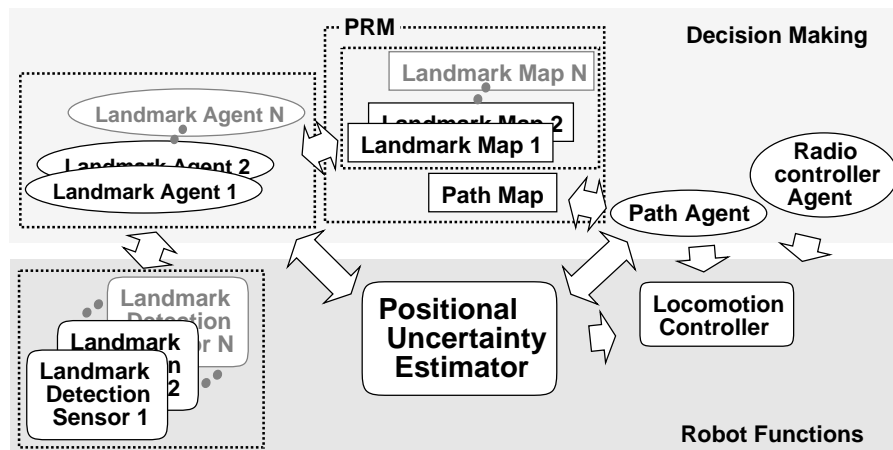 PRM
Decision Making
Landmark Map N
Landmark Map 2
Landmark Map 1
Path Map
Landmark Agent N
Landmark Agent 2
Landmark Agent 1
Radio
controller
Agent
Path Agent
Landmark
Detection
N
Landmark
2
Landmark
Detection
Sensor 1
Positional
Uncertainty
Estimator
Locomotion
Controller
Robot Functions